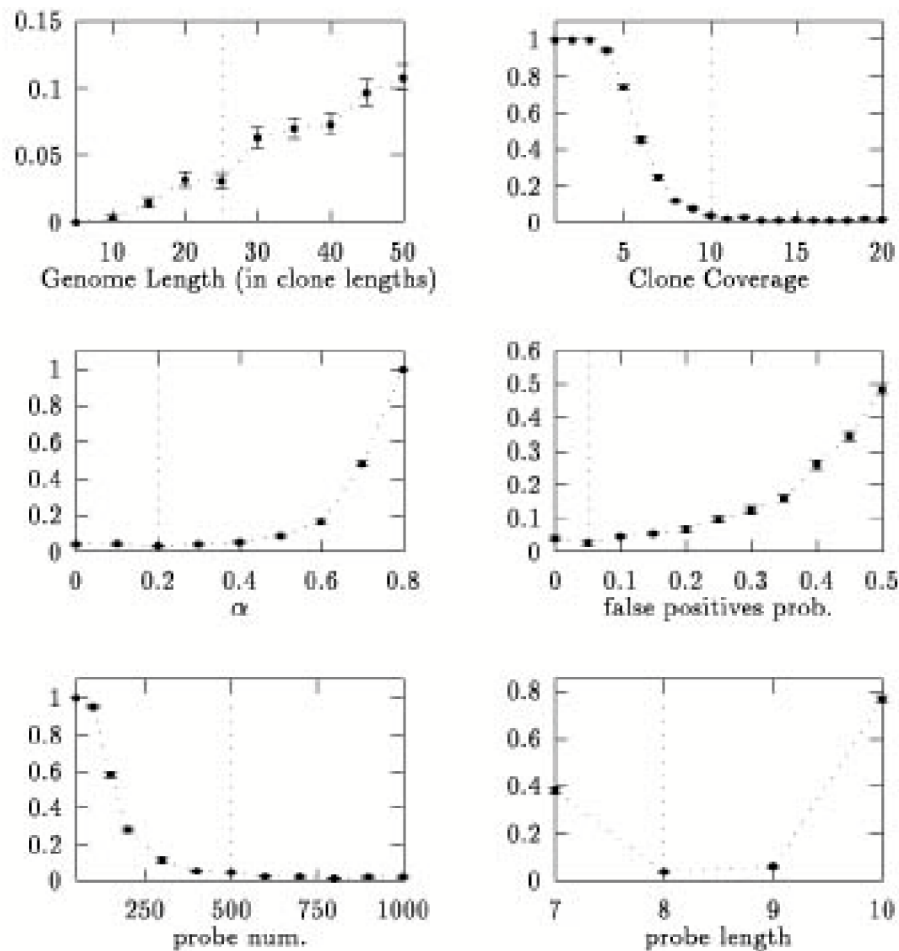 0.15
0.1
0.05
0
10 20 30 40 50
Genome Length (in clone lengths)
1
0.8
0.6
0.4
0.2
0
5 10 15 20
Clone Coverage
1
0.8
0.6
0.4
0.2
0
0 0.2 0.4 0.6 0.8
α
0.6
0.5
0.4
0.3
0.2
0.1
0
0 0.1 0.2 0.3 0.4 0.5
false positives prob.
1
0.8
0.6
0.4
0.2
0
250 500 750 1000
probe num.
0.8
0.6
0.4
0.2
0
7 8 9 10
probe length